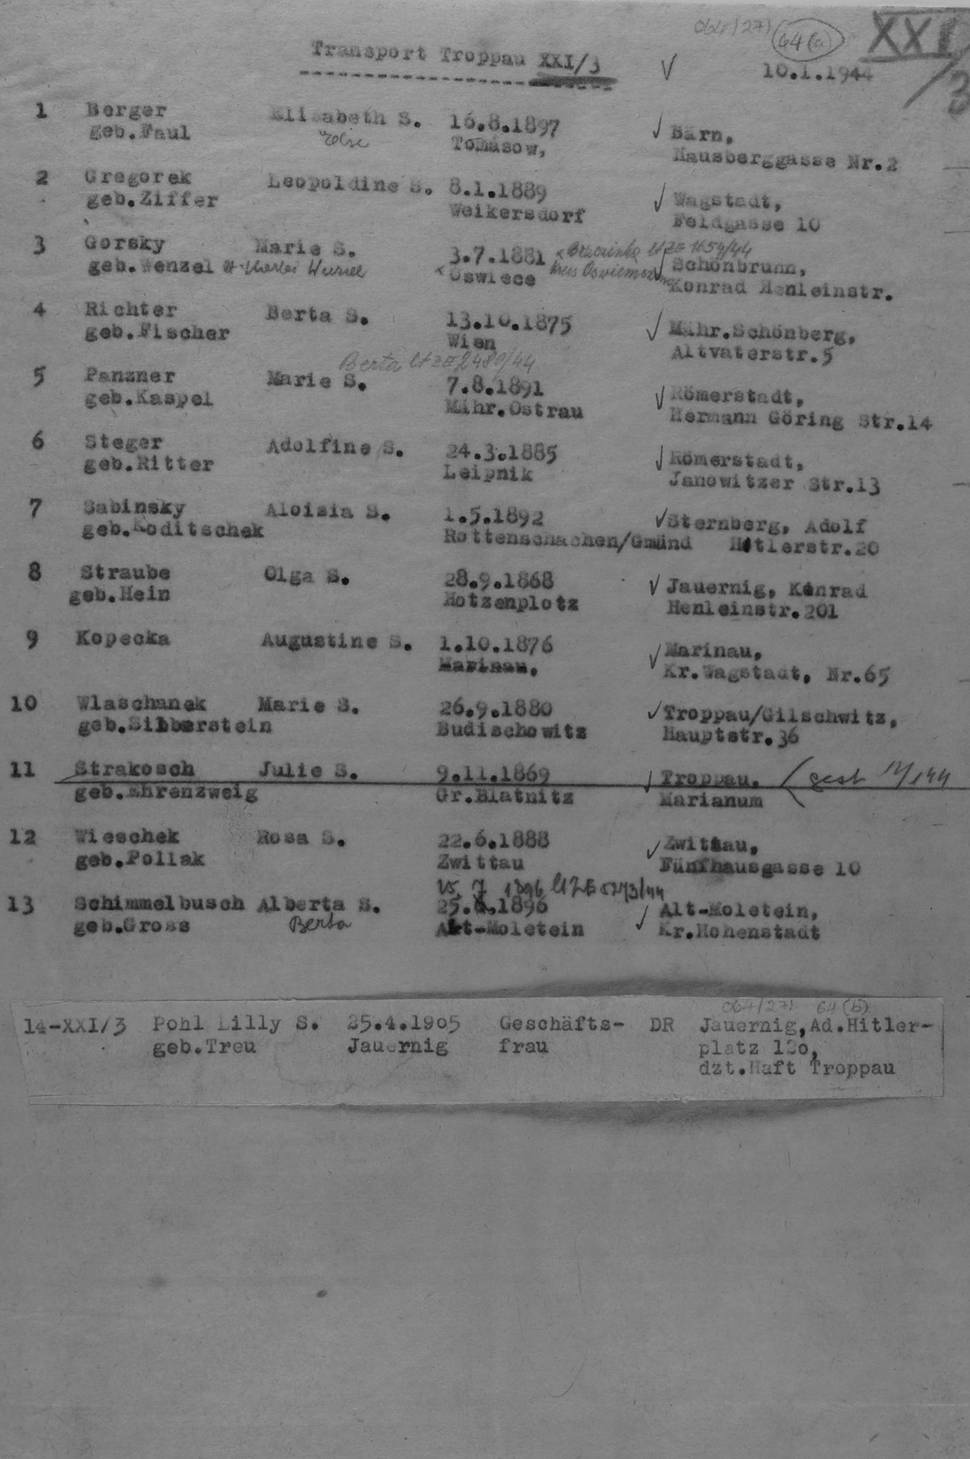 064/271 64(a) XXI/3
Transport Troppau XXI/3
10.1.1944
1 Berger Elisabeth S. 16.8.1897 Bärn,
geb.Faul Tomasow, Hausberggasse Nr.2
2 Gregorek Leopoldine S. 8.1.1889 Wagstadt,
geb.Ziffer Weikersdorf Feldgasse 10
3 Gorsky Marie S. 3.7.1881 Schönbrunn,
geb.Wenzel Oswiece Konrad Henleinstr.
4 Richter Berta S. 13.10.1875 Mähr.Schönberg,
geb.Fischer Wien Altvaterstr.5
Berta
5 Panzner Marie S. 7.8.1891 Römerstadt,
geb.Kaspel Mähr.Ostrau Hermann Göring Str.14
6 Steger Adolfine S. 24.3.1885 Römerstadt,
geb.Ritter Leipnik Janowitzer Str.13
7 Sabinsky Aloisia S. 1.5.1892 Sternberg, Adolf
geb.Koditschek Rottenschachen/Gmünd Hitlerstr.20
8 Straube Olga S. 28.9.1868 Jauernig, Konrad
geb.Hein Hotzenplotz Henleinstr.201
9 Kopecka Augustine S. 1.10.1876 Marinau,
Marinau, Kr.Wagstadt, Nr.65
10 Wlaschanek Marie S. 26.9.1880 Troppau/Gilschwitz,
geb.Silberstein Budischowitz Hauptstr.36
11 Strakosch Julie S. 9.11.1869 Troppau. gest
geb.Ehrenzweig Gr.Blatnitz Marianum
12 Wieschek Rosa S. 22.6.1888 Zwittau,
geb.Pollak Zwittau Fünfhausgasse 10
13 Schimmelbusch Alberta S. 25.6.1896 Alt-Moletein,
geb.Gross Berta Alt-Moletein Kr.Hohenstadt
064/271 64(b)
14-XXI/3 Pohl Lilly S. 25.4.1905 Geschäfts- DR Jauernig,Ad.Hitler-
geb.Treu Jauernig frau platz 120,
dzt.Haft Troppau